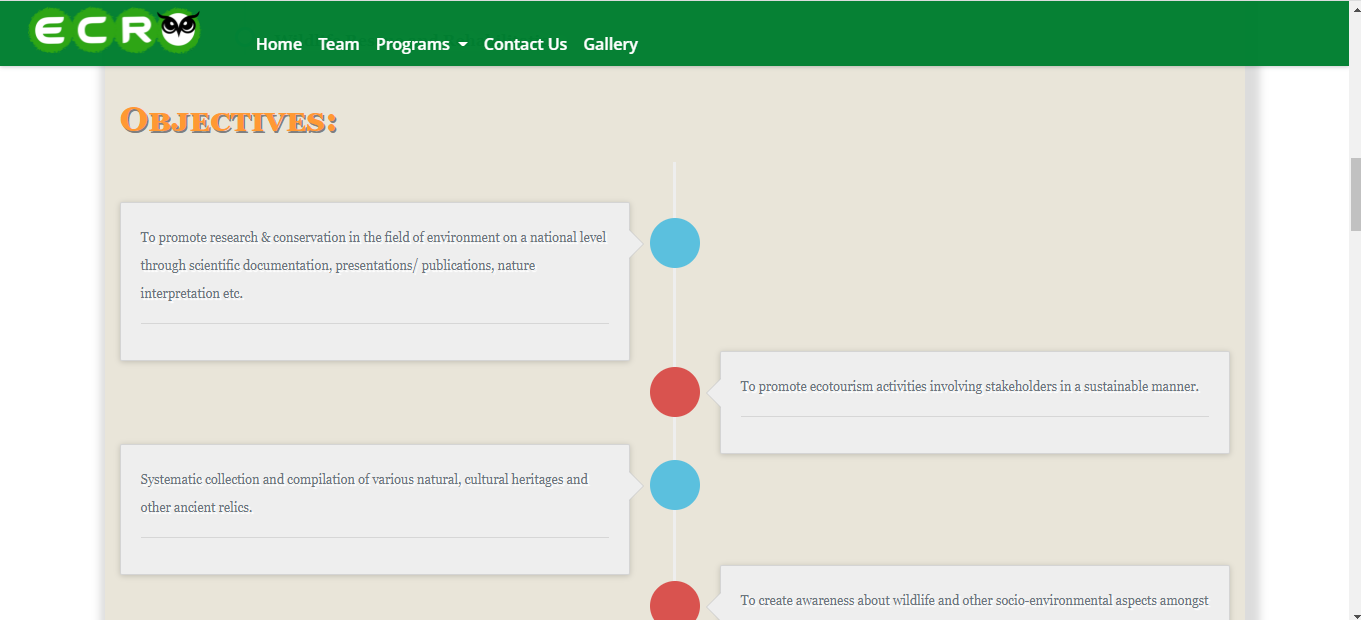 ECRO
Home Team Programs Contact Us Gallery
Objectives:
To promote research & conservation in the field of environment on a national level
through scientific documentation, presentations/ publications, nature
interpretation etc.
To promote ecotourism activities involving stakeholders in a sustainable manner.
Systematic collection and compilation of various natural, cultural heritages and
other ancient relics.
To create awareness about wildlife and other socio-environmental aspects amongst